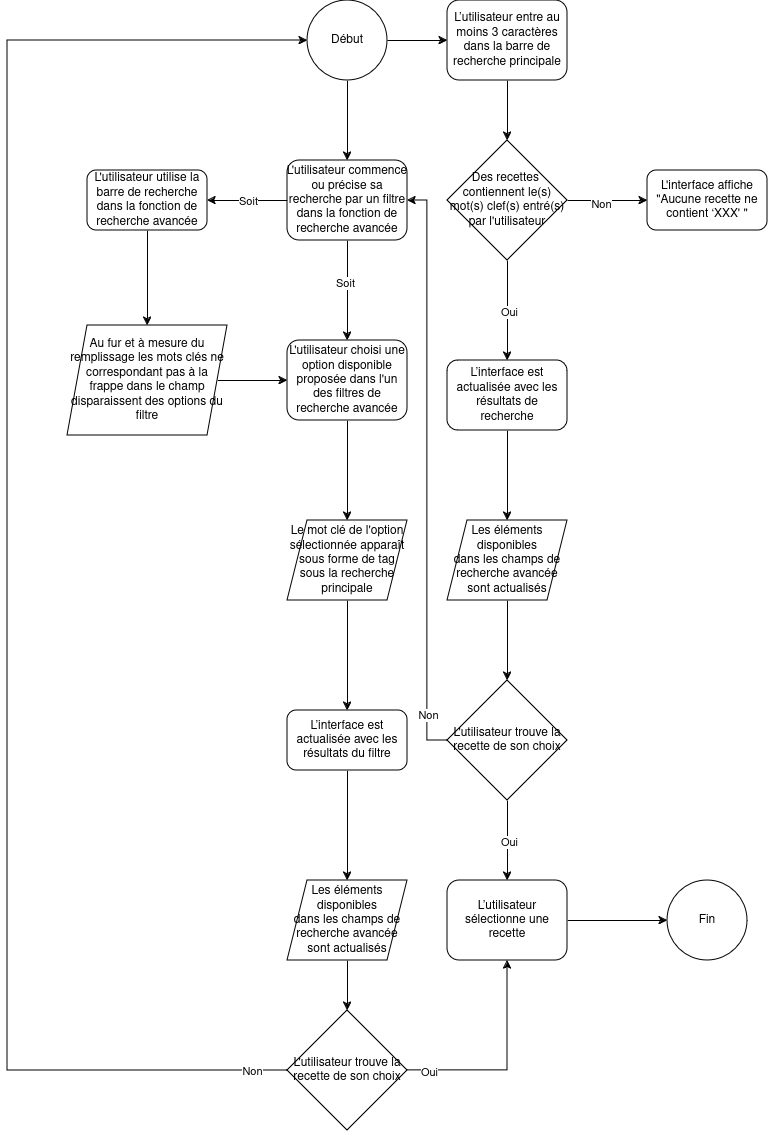 Début
L'utilisateur entre au
moins 3 caractères
dans la barre de
recherche principale
L'utilisateur utilise la
barre de recherche
dans la fonction de
recherche avancée
Soit
L'utilisateur commence
ou précise sa
recherche par un filtre
dans la fonction de
recherche avancée
Des recettes
contiennent le(s)
mot(s) clef(s) entré(s)
par l'utilisateur
Non
L'interface affiche
"Aucune recette ne
contient ‘XXX’ "
Soit
Oui
Au fur et à mesure du
remplissage les mots clés ne
correspondant pas à la
frappe dans le champ
disparaissent des options du
filtre
L'utilisateur choisi une
option disponible
proposée dans l'un
des filtres de
recherche avancée
L'interface est
actualisée avec les
résultats de
recherche
Le mot clé de l'option
sélectionnée apparaît
sous forme de tag
sous la recherche
principale
Les éléments
disponibles
dans les champs de
recherche avancée
sont actualisés
L'interface est
actualisée avec les
résultats du filtre
Non
L'utilisateur trouve la
recette de son choix
Oui
Les éléments
disponibles
dans les champs de
recherche avancée
sont actualisés
L'utilisateur
sélectionne une
recette
Fin
Non
L'utilisateur trouve la
recette de son choix
Oui